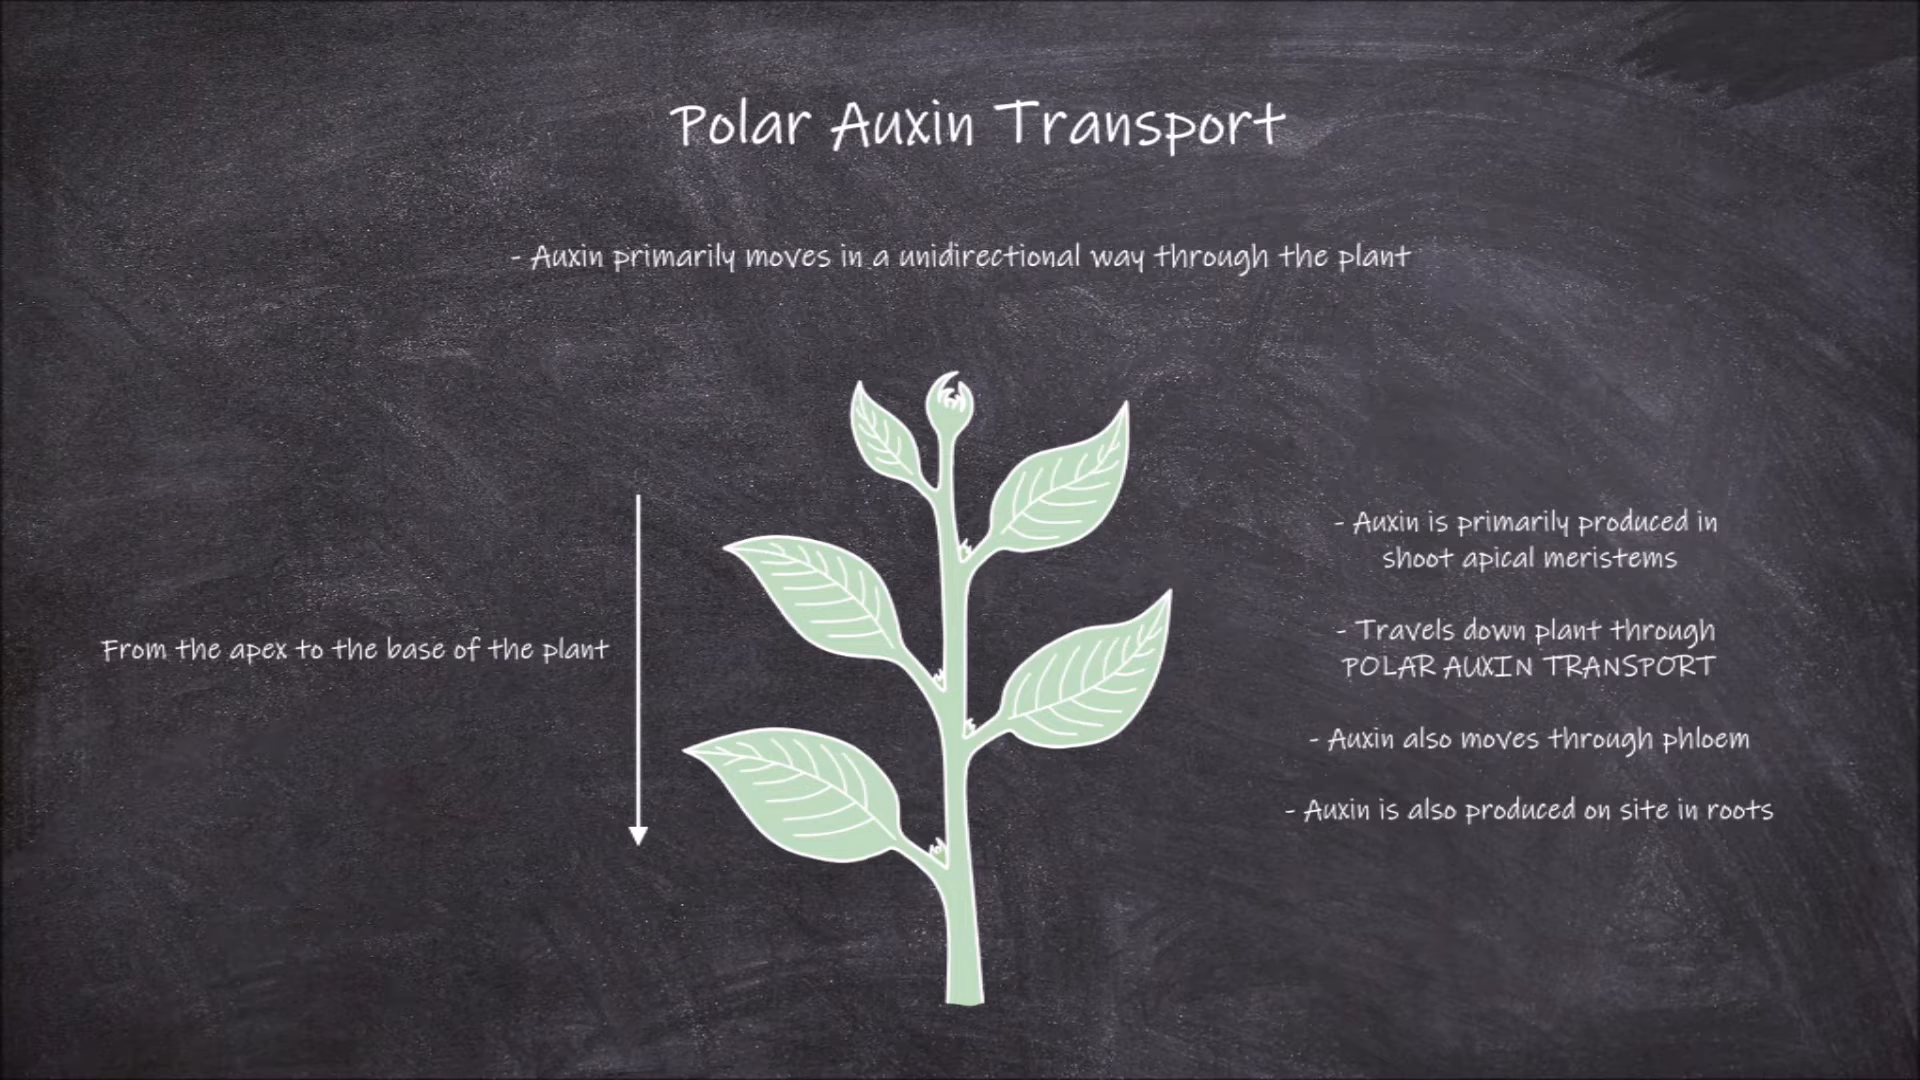 Polar Auxin Transport
- Auxin primarily moves in a unidirectional way through the plant
From the apex to the base of the plant
- Auxin is primarily produced in
shoot apical meristems
- Travels down plant through
POLAR AUXIN TRANSPORT
- Auxin also moves through phloem
- Auxin is also produced on site in roots